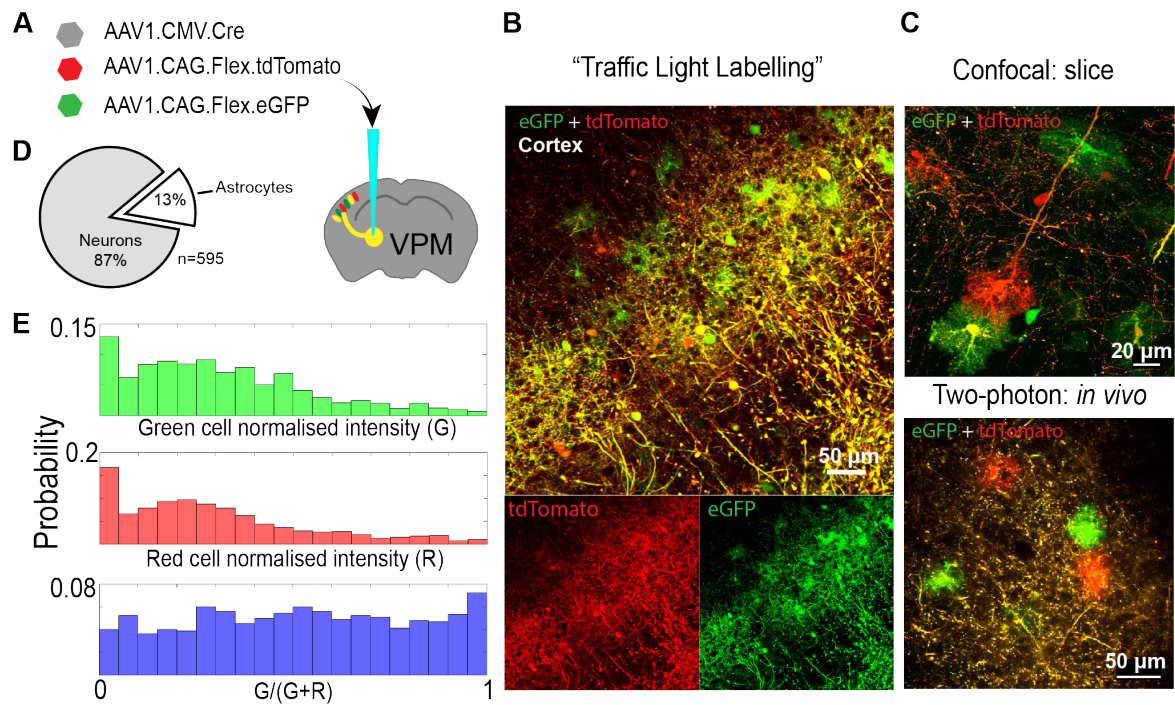 A
AAV1.CMV.Cre
AAV1.CAG.Flex.tdTomato
AAV1.CAG.Flex.eGFP
VPM
B
“Traffic Light Labelling”
eGFP + tdTomato
Cortex
50 µm
tdTomato
eGFP
C
Confocal: slice
eGFP + tdTomato
20 µm
Two-photon: in vivo
eGFP + tdTomato
50 µm
D
13%
Astrocytes
Neurons
87%
n=595
E
Probability
0.15
Green cell normalised intensity (G)
0.2
Red cell normalised intensity (R)
0.08
0
G/(G+R)
1